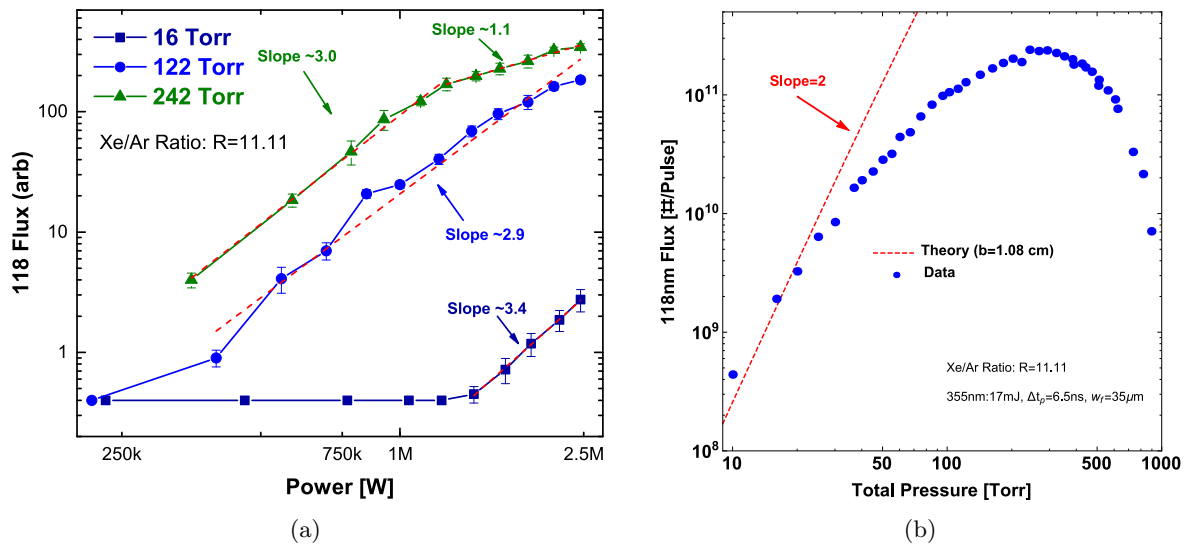 16 Torr
122 Torr
242 Torr
Xe/Ar Ratio: R=11.11
Slope ~3.0
Slope ~1.1
Slope ~2.9
Slope ~3.4
118 Flux (arb)
100
10
1
250k
750k
1M
2.5M
Power [W]
(a)
118nm Flux [#/Pulse]
10^11
10^10
10^9
10^8
Slope=2
Theory (b=1.08 cm)
Data
Xe/Ar Ratio: R=11.11
355nm:17mJ, Δt_p=6.5ns, w_f=35μm
10
50
100
500
1000
Total Pressure [Torr]
(b)